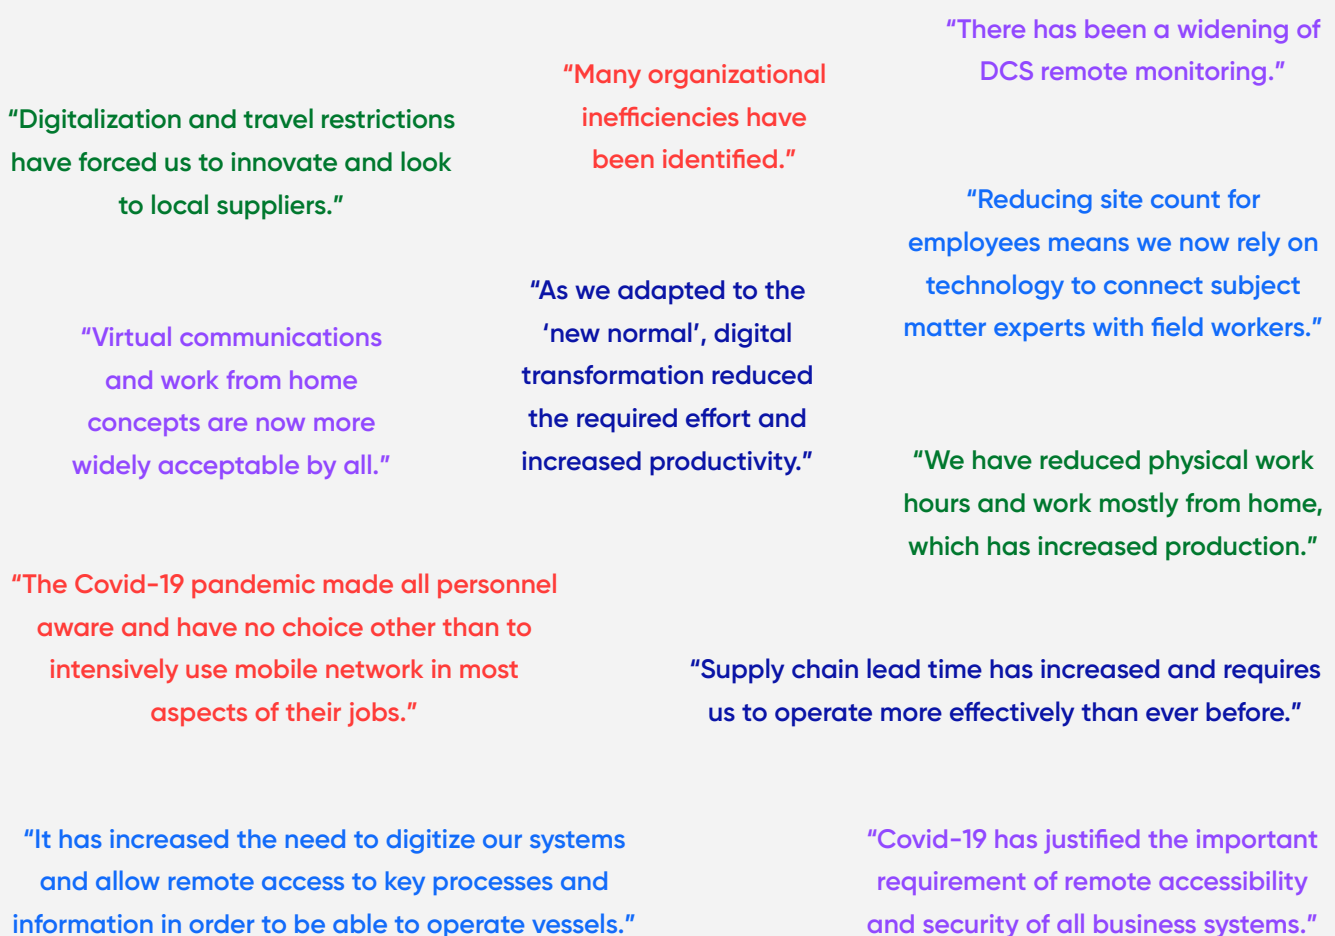 “There has been a widening of
DCS remote monitoring.”
“Many organizational
inefficiencies have
been identified.”
“Digitalization and travel restrictions
have forced us to innovate and look
to local suppliers.”
“Reducing site count for
employees means we now rely on
technology to connect subject
matter experts with field workers.”
“As we adapted to the
‘new normal’, digital
transformation reduced
the required effort and
increased productivity.”
“Virtual communications
and work from home
concepts are now more
widely acceptable by all.”
“We have reduced physical work
hours and work mostly from home,
which has increased production.”
“The Covid-19 pandemic made all personnel
aware and have no choice other than to
intensively use mobile network in most
aspects of their jobs.”
“Supply chain lead time has increased and requires
us to operate more effectively than ever before.”
“It has increased the need to digitize our systems
and allow remote access to key processes and
information in order to be able to operate vessels.”
“Covid-19 has justified the important
requirement of remote accessibility
and security of all business systems.”